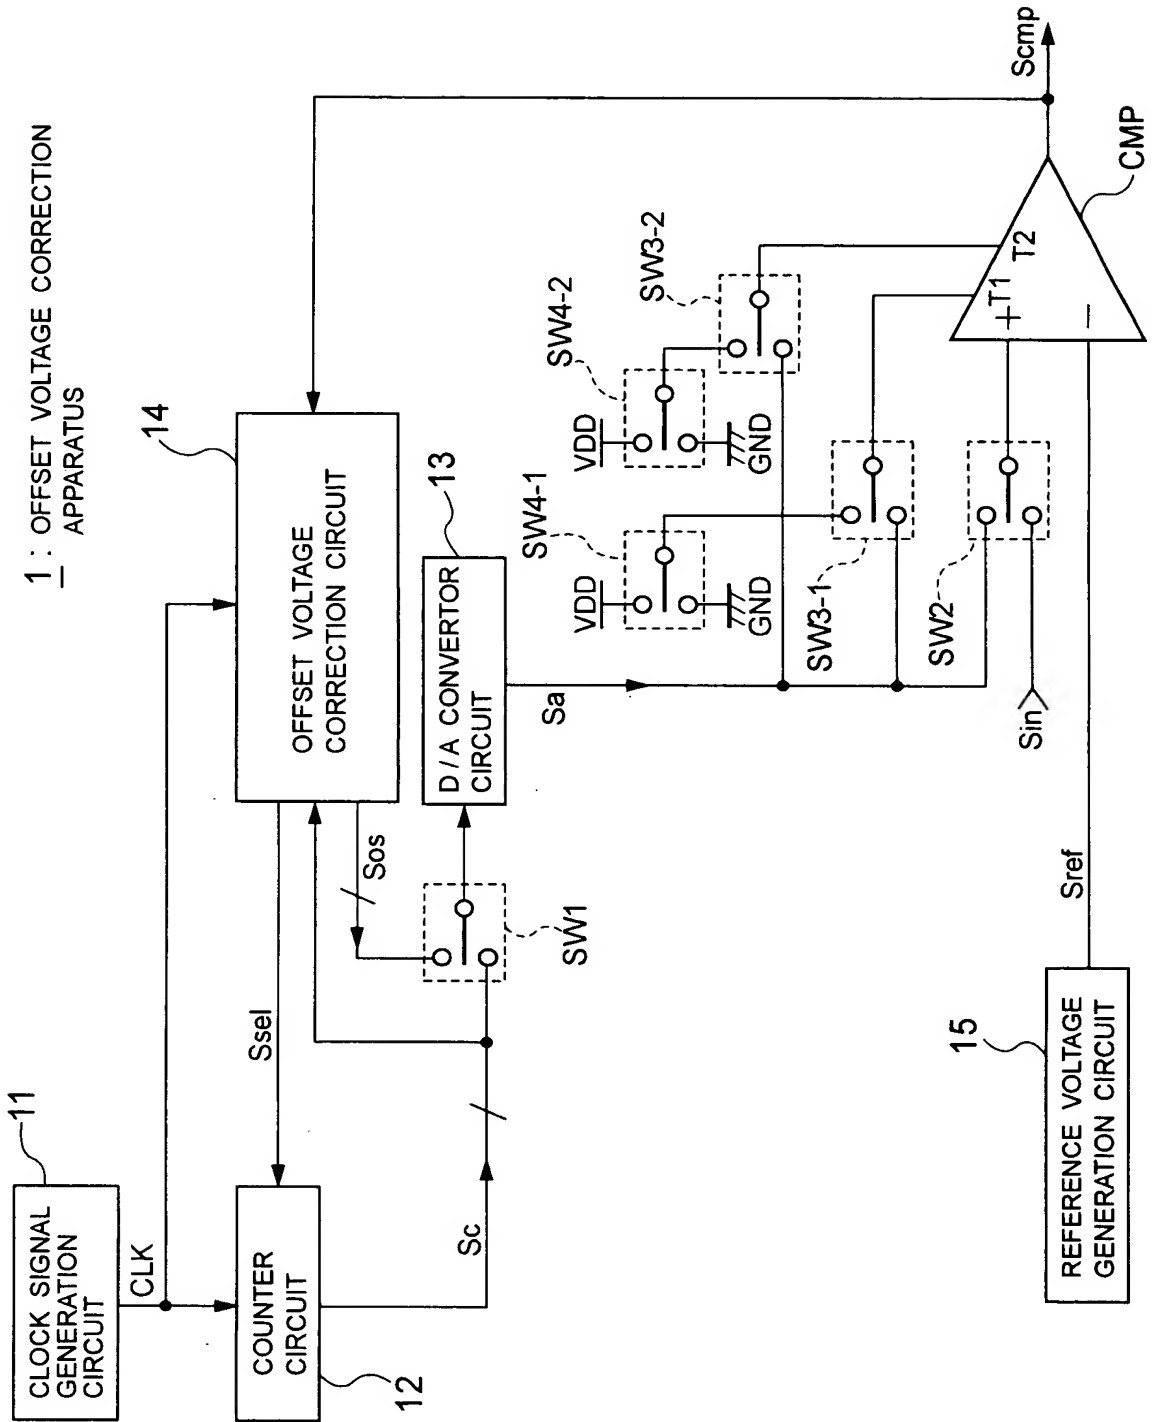 1 : OFFSET VOLTAGE CORRECTION
APPARATUS
11
CLOCK SIGNAL
GENERATION
CIRCUIT
CLK
COUNTER
CIRCUIT
12
Ssel
Sc
14
OFFSET VOLTAGE
CORRECTION CIRCUIT
Sos
SW1
13
D/A CONVERTOR
CIRCUIT
Sa
SW4-1
VDD
GND
SW4-2
VDD
GND
SW3-2
SW3-1
SW2
Sin
15
REFERENCE VOLTAGE
GENERATION CIRCUIT
Sref
+
T1
T2
−
CMP
Scmp